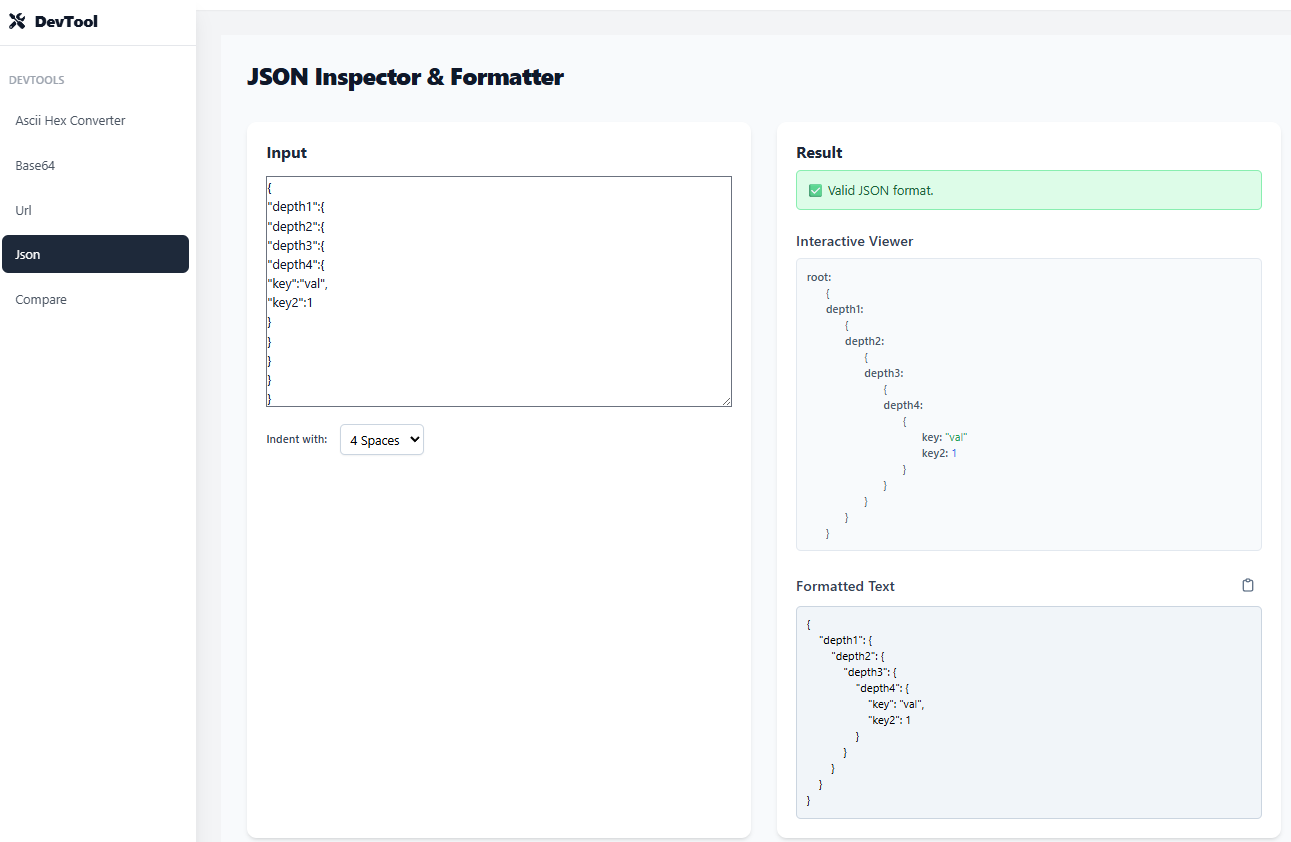 DevTool
DEVTOOLS
Ascii Hex Converter
Base64
Url
Json
Compare
JSON Inspector & Formatter
Input
{
"depth1":{
"depth2":{
"depth3":{
"depth4":{
"key":"val",
"key2":1
}
}
}
}
}
Indent with:
4 Spaces
Result
Valid JSON format.
Interactive Viewer
root:
{
depth1:
{
depth2:
{
depth3:
{
depth4:
{
key: "val"
key2: 1
}
}
}
}
}
Formatted Text
{
"depth1": {
"depth2": {
"depth3": {
"depth4": {
"key": "val",
"key2": 1
}
}
}
}
}